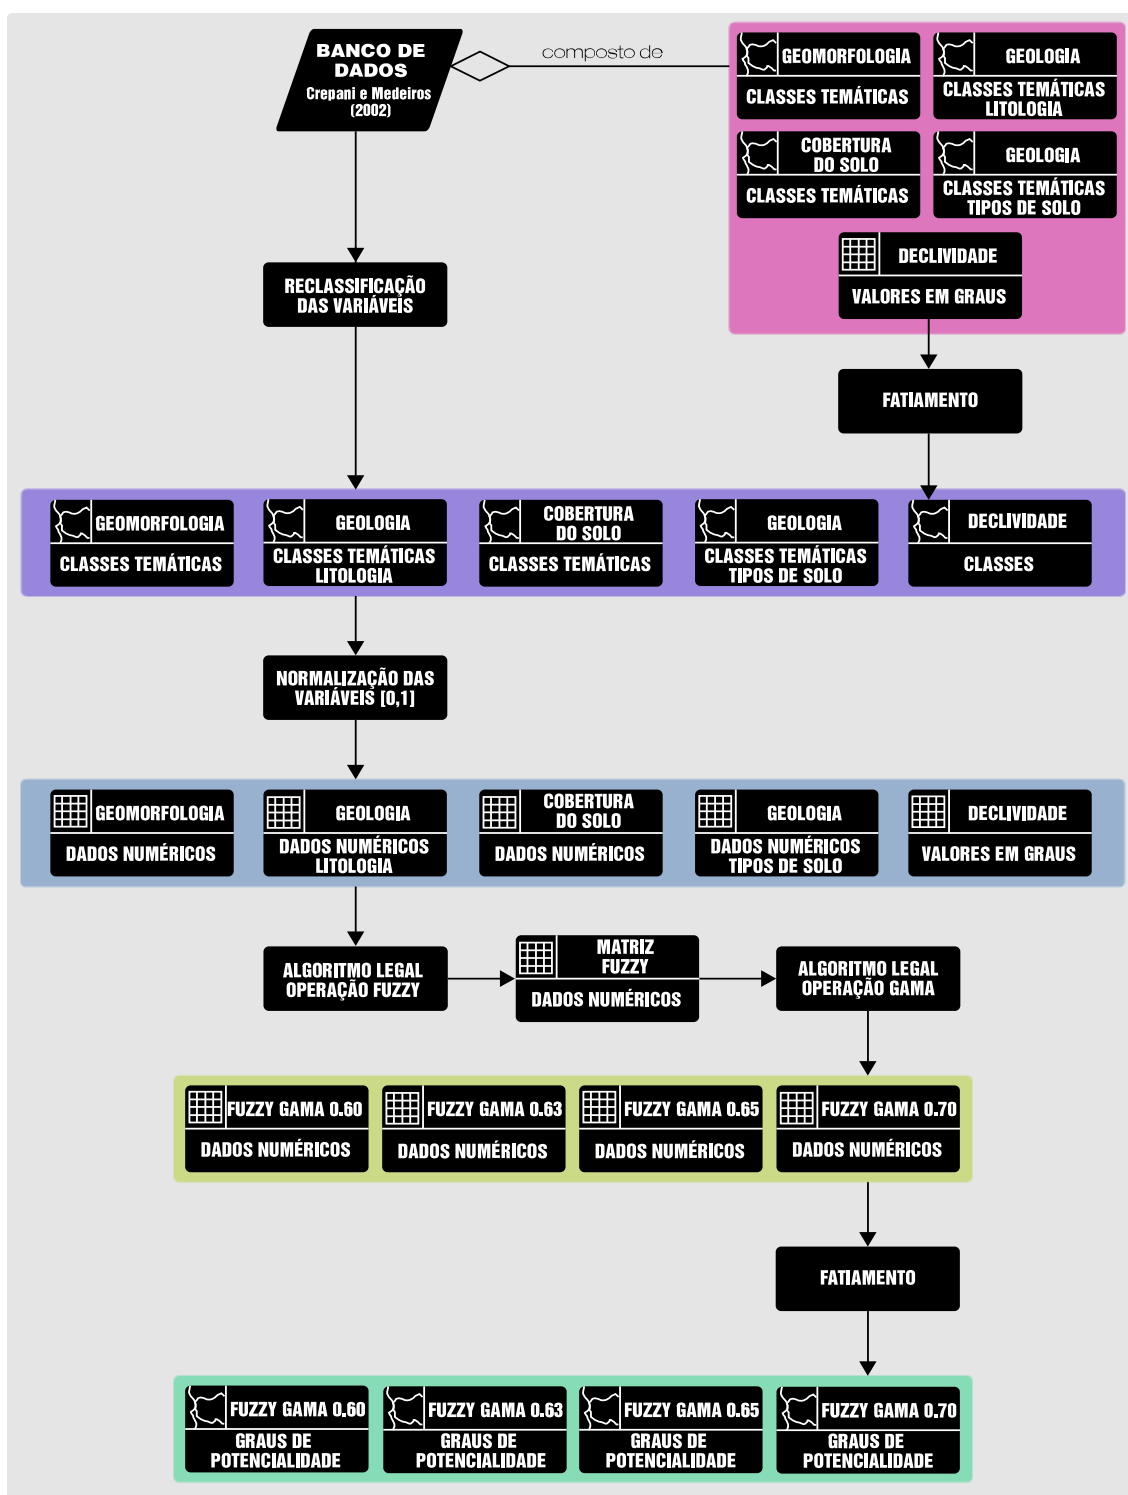 BANCO DE
DADOS
Crepani e Medeiros
(2002)
composto de
GEOMORFOLOGIA
CLASSES TEMÁTICAS
GEOLOGIA
CLASSES TEMÁTICAS
LITOLOGIA
COBERTURA
DO SOLO
CLASSES TEMÁTICAS
GEOLOGIA
CLASSES TEMÁTICAS
TIPOS DE SOLO
DECLIVIDADE
VALORES EM GRAUS
RECLASSIFICAÇÃO
DAS VARIÁVEIS
FATIAMENTO
GEOMORFOLOGIA
CLASSES TEMÁTICAS
GEOLOGIA
CLASSES TEMÁTICAS
LITOLOGIA
COBERTURA
DO SOLO
CLASSES TEMÁTICAS
GEOLOGIA
CLASSES TEMÁTICAS
TIPOS DE SOLO
DECLIVIDADE
CLASSES
NORMALIZAÇÃO DAS
VARIÁVEIS [0,1]
GEOMORFOLOGIA
DADOS NUMÉRICOS
GEOLOGIA
DADOS NUMÉRICOS
LITOLOGIA
COBERTURA
DO SOLO
DADOS NUMÉRICOS
GEOLOGIA
DADOS NUMÉRICOS
TIPOS DE SOLO
DECLIVIDADE
VALORES EM GRAUS
ALGORITMO LEGAL
OPERAÇÃO FUZZY
MATRIZ
FUZZY
DADOS NUMÉRICOS
ALGORITMO LEGAL
OPERAÇÃO GAMA
FUZZY GAMA 0.60
DADOS NUMÉRICOS
FUZZY GAMA 0.63
DADOS NUMÉRICOS
FUZZY GAMA 0.65
DADOS NUMÉRICOS
FUZZY GAMA 0.70
DADOS NUMÉRICOS
FATIAMENTO
FUZZY GAMA 0.60
GRAUS DE
POTENCIALIDADE
FUZZY GAMA 0.63
GRAUS DE
POTENCIALIDADE
FUZZY GAMA 0.65
GRAUS DE
POTENCIALIDADE
FUZZY GAMA 0.70
GRAUS DE
POTENCIALIDADE